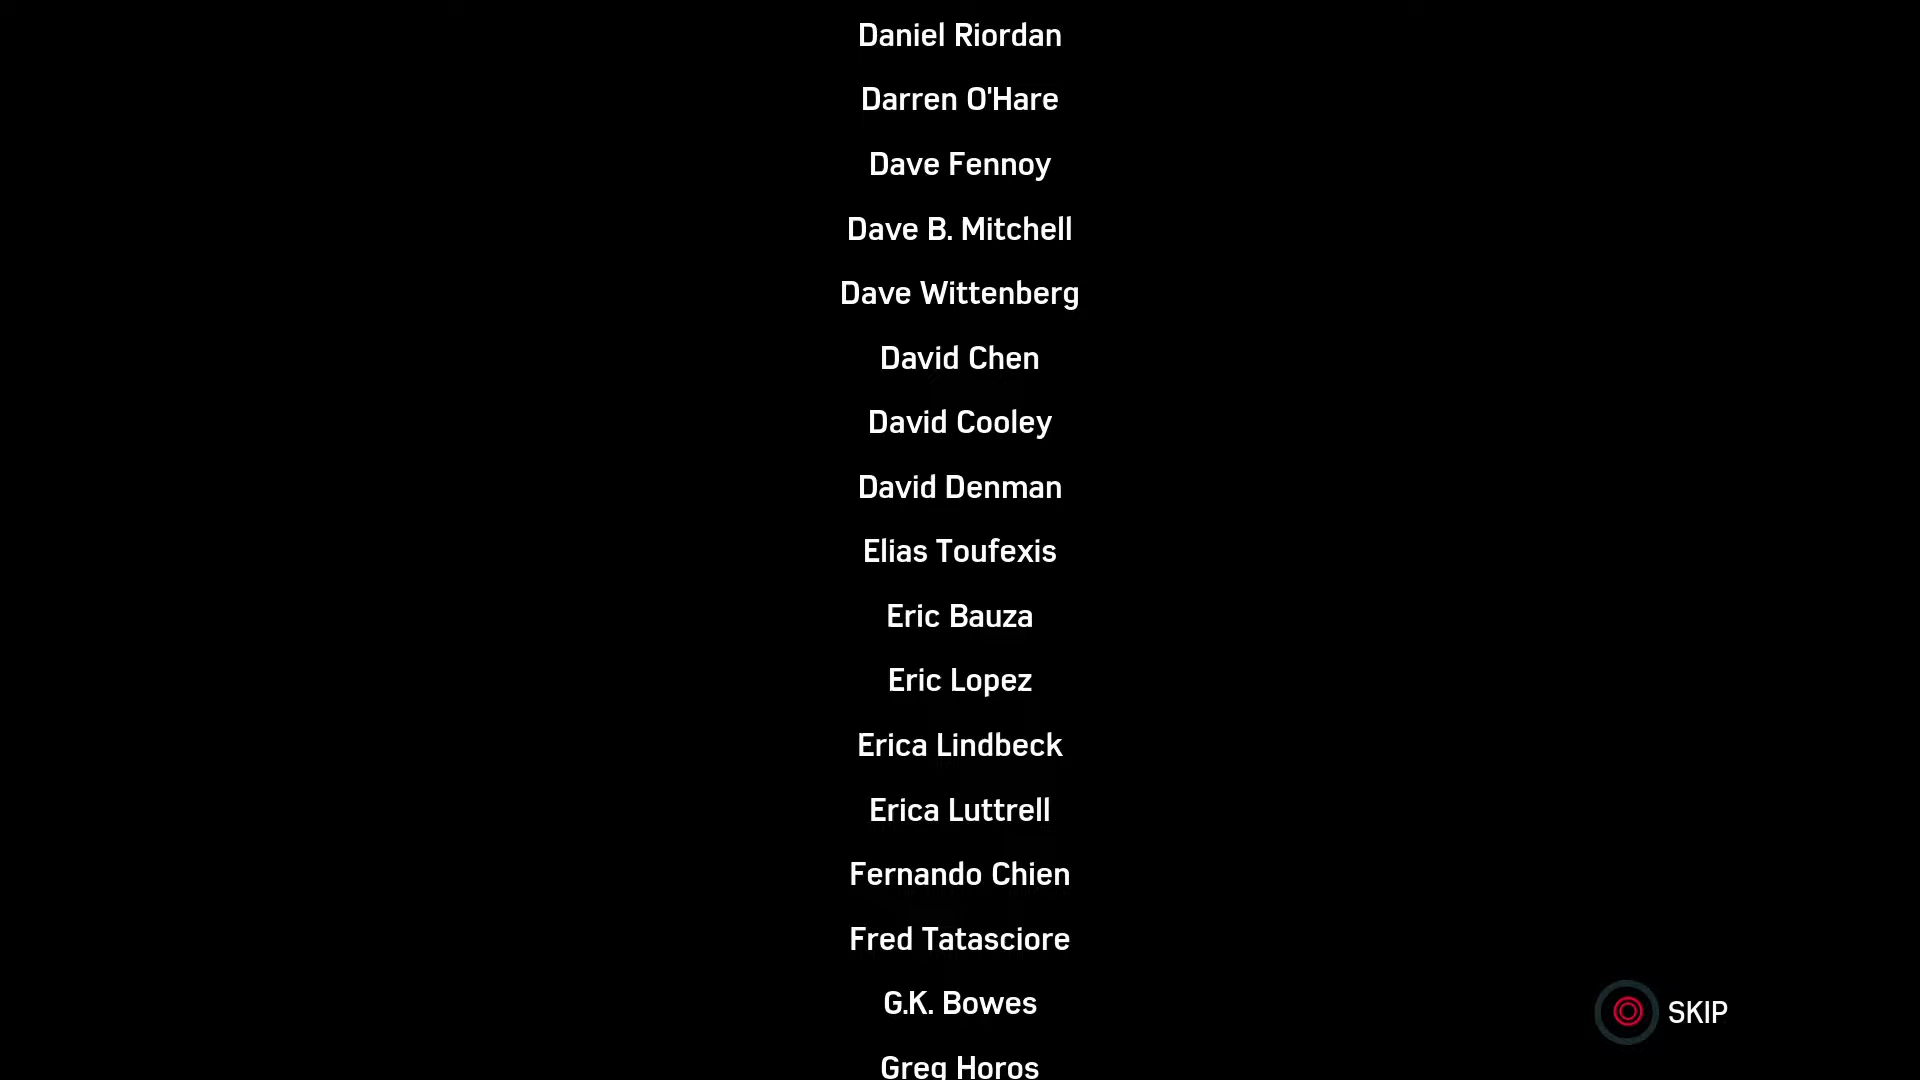 Daniel Riordan
Darren O'Hare
Dave Fennoy
Dave B. Mitchell
Dave Wittenberg
David Chen
David Cooley
David Denman
Elias Toufexis
Eric Bauza
Eric Lopez
Erica Lindbeck
Erica Luttrell
Fernando Chien
Fred Tatasciore
G.K. Bowes
SKIP
Greg Horos